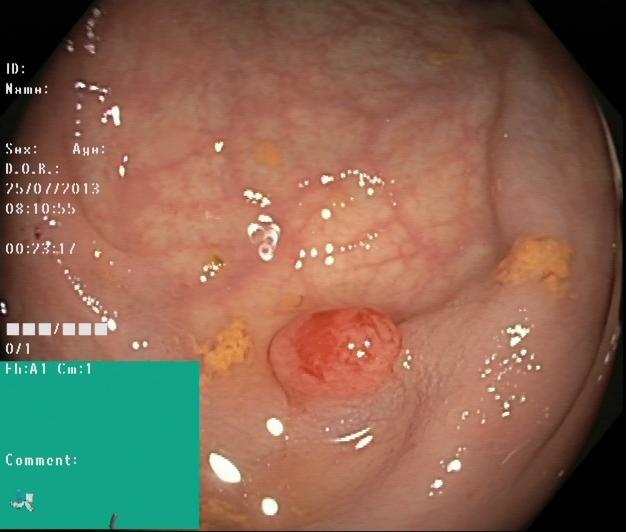 ID:
Name:
Sex: Age:
D.O.B.:
25/07/2013
08:10:55
00:23:17
/
0/1
Eh:A1 Cm:1
Comment: